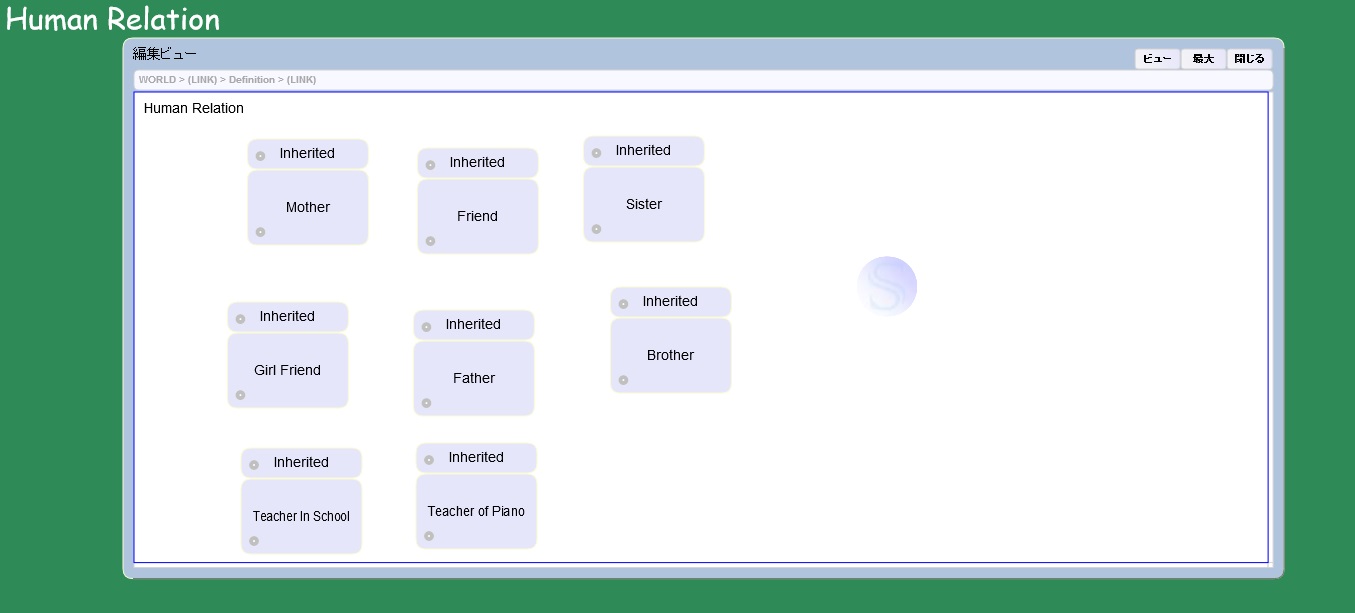 Human Relation
編集ビュー
ビュー 最大 閉じる
WORLD > (LINK) > Definition > (LINK)
Human Relation
Inherited
Mother
Inherited
Friend
Inherited
Sister
Inherited
Girl Friend
Inherited
Father
Inherited
Brother
S
Inherited
Teacher In School
Inherited
Teacher of Piano